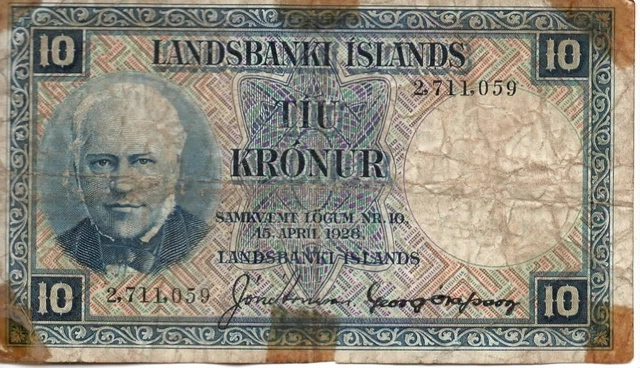 10 10
LANDSBANKI ÍSLANDS
2,711,059
TÍU
KRÓNUR
SAMKVÆMT LÖGUM NR. 10,
15. APRÍL 1928
LANDSBANKI ÍSLANDS
2,711,059
10 10